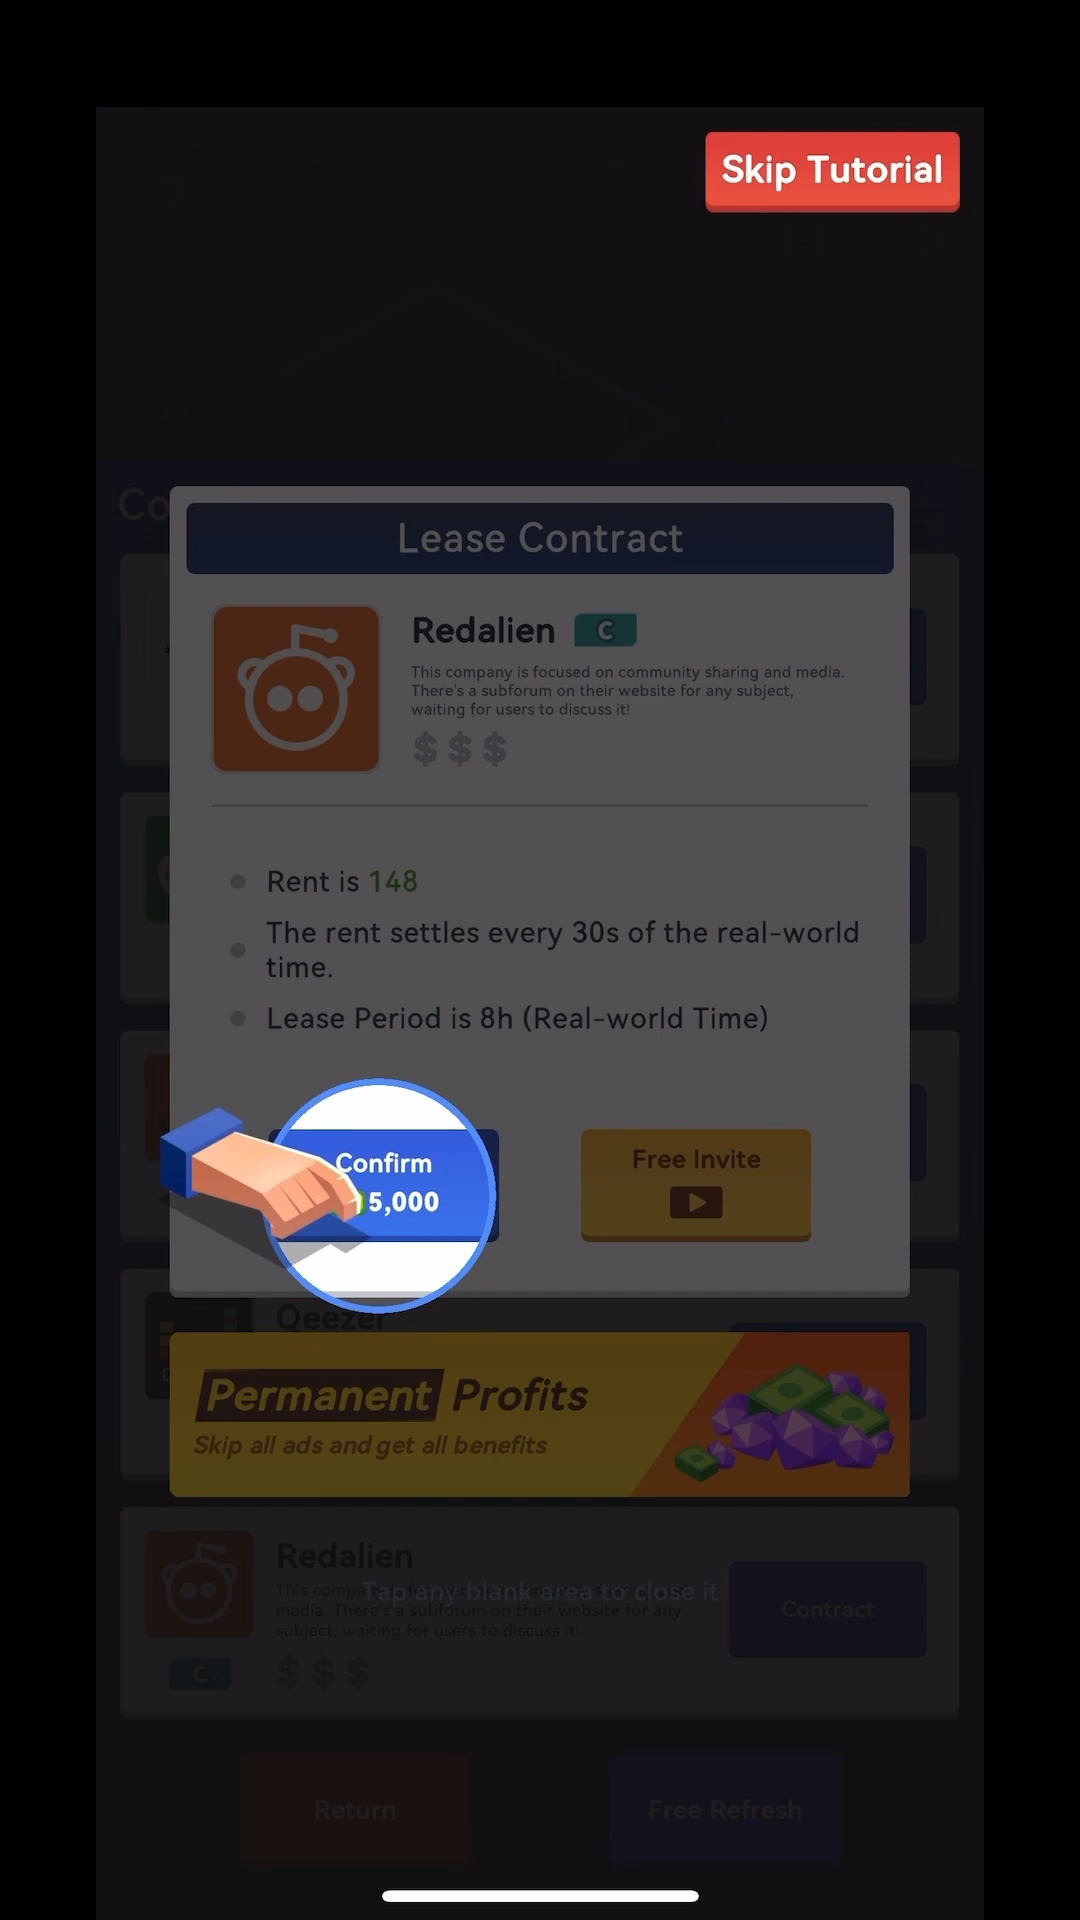 Skip Tutorial
Co
Lease Contract
Redalien C
This company is focused on community sharing and media.
There's a subforum on their website for any subject,
waiting for users to discuss it!
$ $ $
Rent is 148
The rent settles every 30s of the real-world
time.
Lease Period is 8h (Real-world Time)
Confirm
5,000
Free Invite
Qeezer
Permanent Profits
Skip all ads and get all benefits
Redalien
Tap any blank area to close it
media. There's a subforum on their website for any
subject, waiting for users to discuss it!
Contract
C
$ $ $
Return
Free Refresh